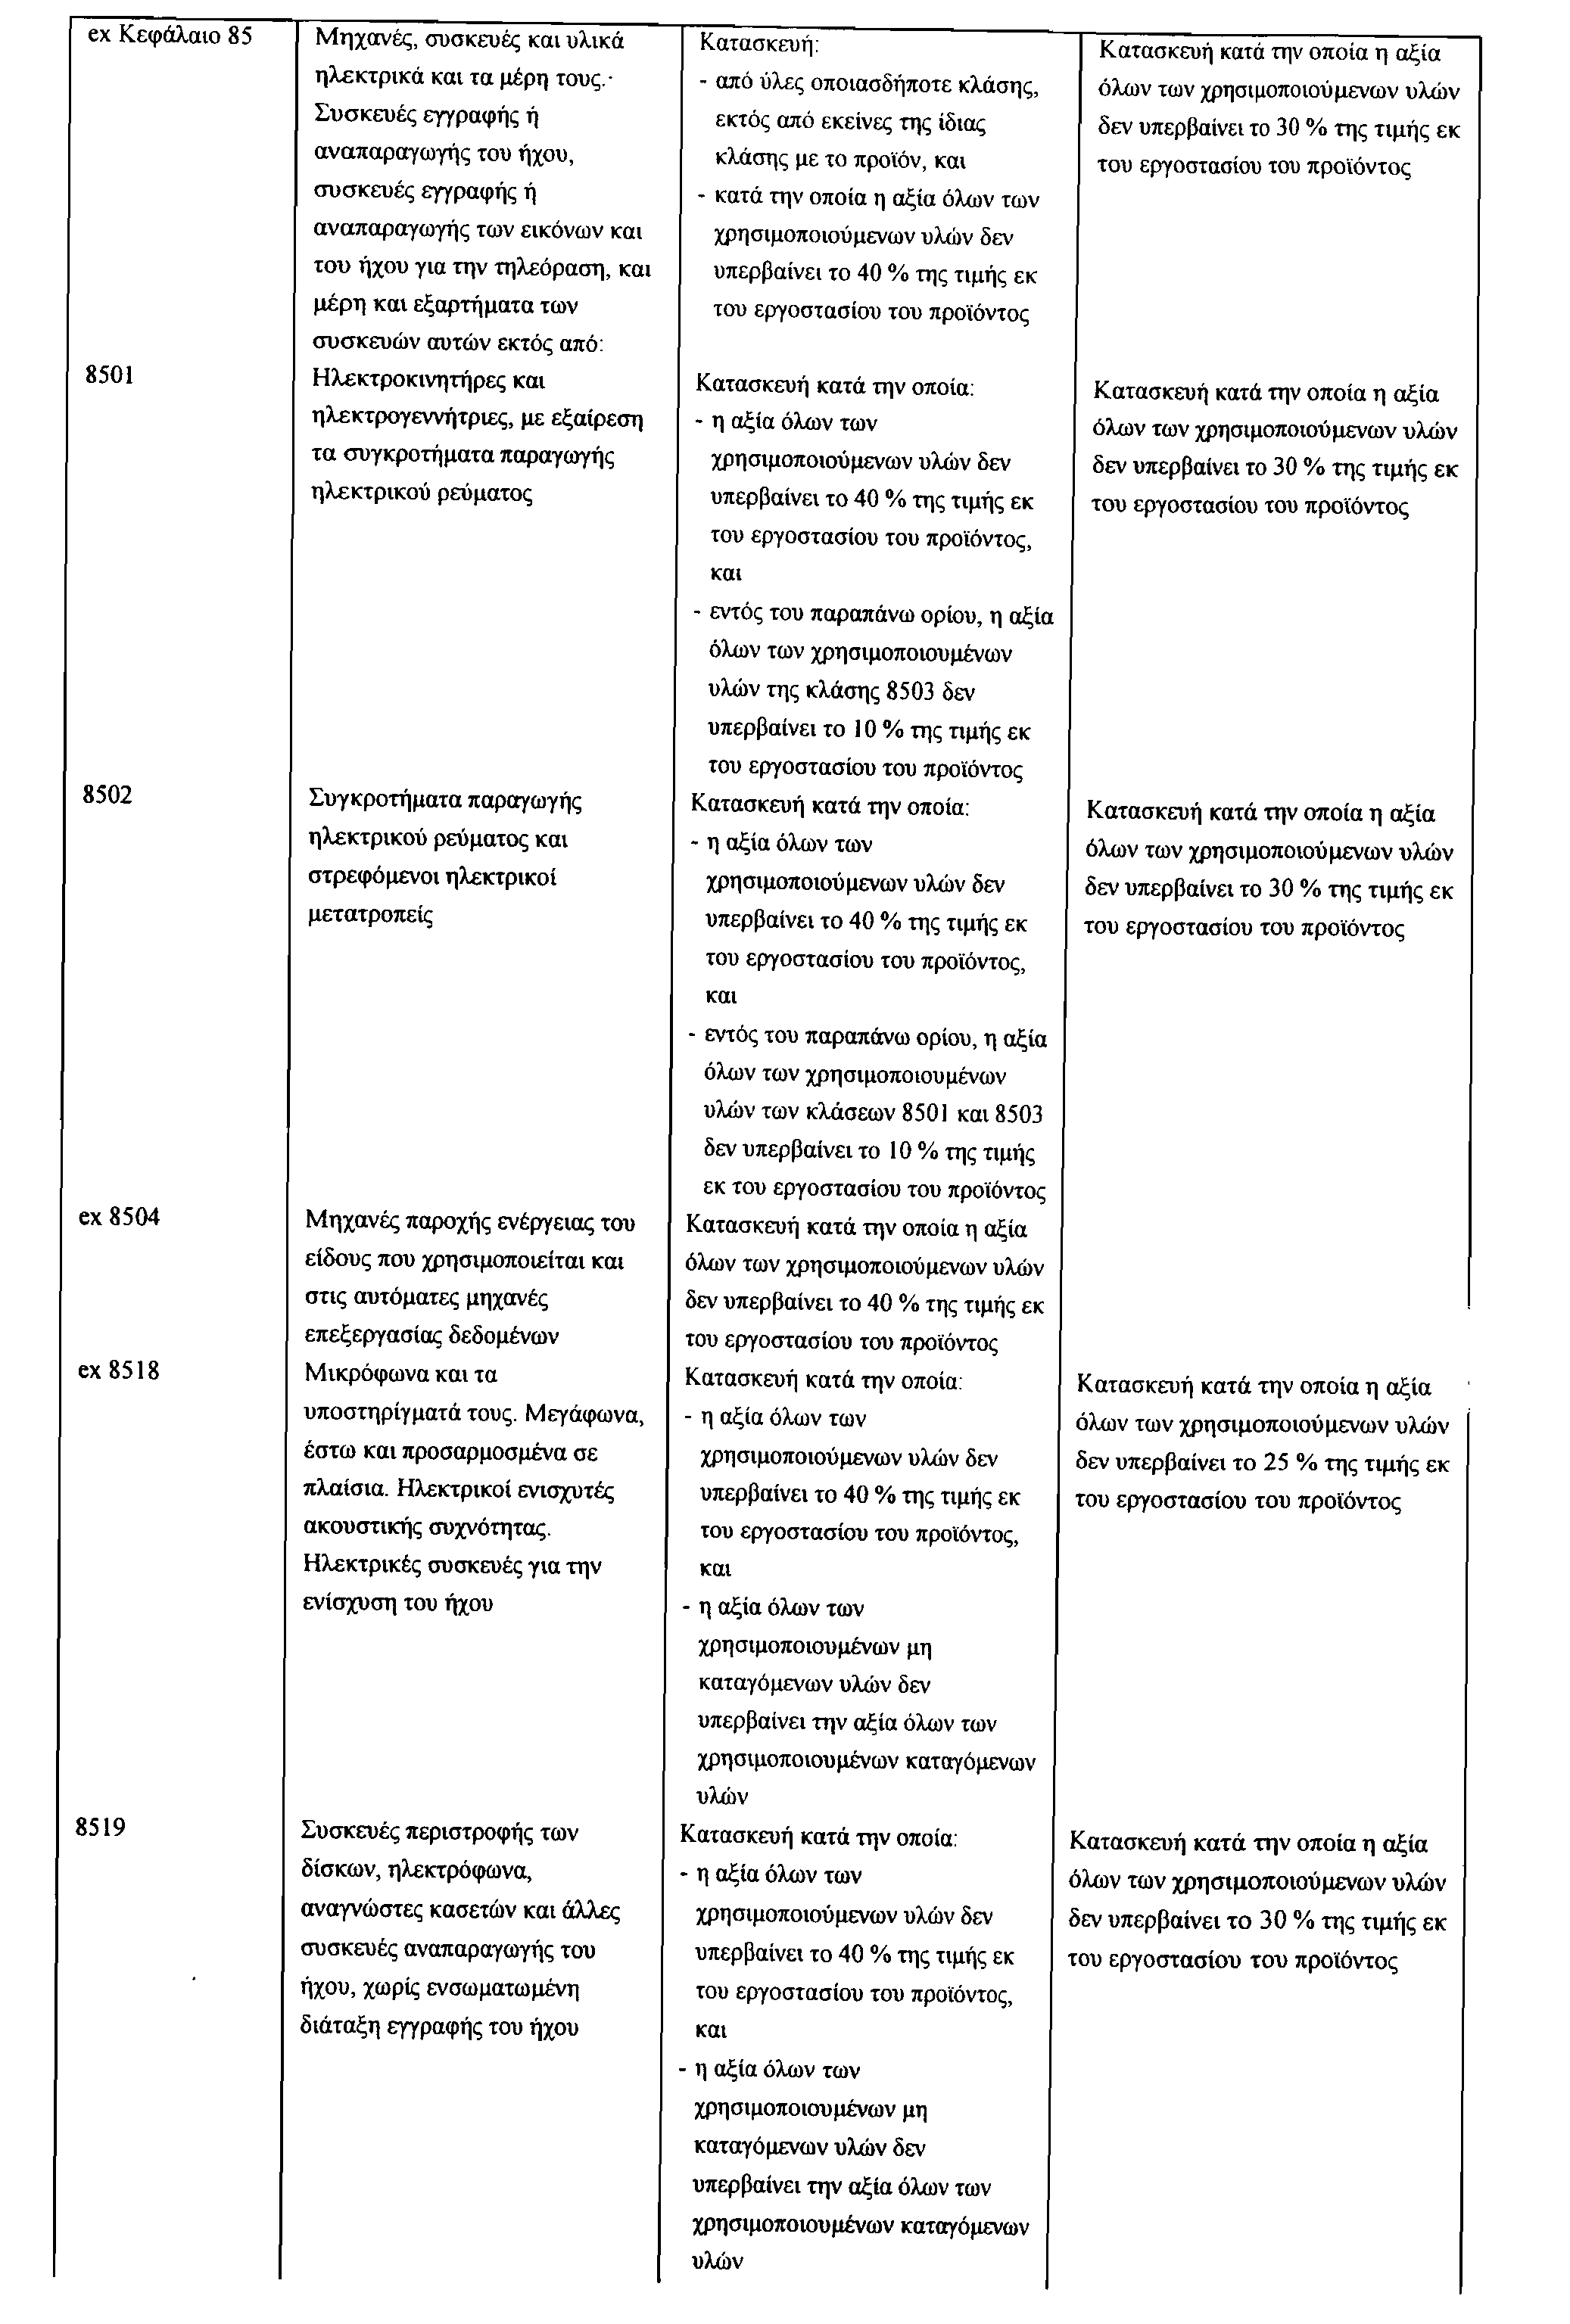 ex Κεφάλαιο 85
Μηχανές, συσκευές και υλικά
ηλεκτρικά και τα μέρη τους.·
Συσκευές εγγραφής ή
αναπαραγωγής του ήχου,
συσκευές εγγραφής ή
αναπαραγωγής των εικόνων και
του ήχου για την τηλεόραση, και
μέρη και εξαρτήματα των
συσκευών αυτών εκτός από:
Κατασκευή:
- από ύλες οποιασδήποτε κλάσης,
εκτός από εκείνες της ίδιας
κλάσης με το προϊόν, και
- κατά την οποία η αξία όλων των
χρησιμοποιούμενων υλών δεν
υπερβαίνει το 40 % της τιμής εκ
του εργοστασίου του προϊόντος
Κατασκευή κατά την οποία η αξία
όλων των χρησιμοποιούμενων υλών
δεν υπερβαίνει το 30 % της τιμής εκ
του εργοστασίου του προϊόντος
8501
Ηλεκτροκινητήρες και
ηλεκτρογεννήτριες, με εξαίρεση
τα συγκροτήματα παραγωγής
ηλεκτρικού ρεύματος
Κατασκευή κατά την οποία:
- η αξία όλων των
χρησιμοποιούμενων υλών δεν
υπερβαίνει το 40 % της τιμής εκ
του εργοστασίου του προϊόντος,
και
- εντός του παραπάνω ορίου, η αξία
όλων των χρησιμοποιουμένων
υλών της κλάσης 8503 δεν
υπερβαίνει το 10 % της τιμής εκ
του εργοστασίου του προϊόντος
Κατασκευή κατά την οποία η αξία
όλων των χρησιμοποιούμενων υλών
δεν υπερβαίνει το 30 % της τιμής εκ
του εργοστασίου του προϊόντος
8502
Συγκροτήματα παραγωγής
ηλεκτρικού ρεύματος και
στρεφόμενοι ηλεκτρικοί
μετατροπείς
Κατασκευή κατά την οποία:
- η αξία όλων των
χρησιμοποιούμενων υλών δεν
υπερβαίνει το 40 % της τιμής εκ
του εργοστασίου του προϊόντος,
και
- εντός του παραπάνω ορίου, η αξία
όλων των χρησιμοποιουμένων
υλών των κλάσεων 8501 και 8503
δεν υπερβαίνει το 10 % της τιμής
εκ του εργοστασίου του προϊόντος
Κατασκευή κατά την οποία η αξία
όλων των χρησιμοποιούμενων υλών
δεν υπερβαίνει το 30 % της τιμής εκ
του εργοστασίου του προϊόντος
ex 8504
Μηχανές παροχής ενέργειας του
είδους που χρησιμοποιείται και
στις αυτόματες μηχανές
επεξεργασίας δεδομένων
Κατασκευή κατά την οποία η αξία
όλων των χρησιμοποιούμενων υλών
δεν υπερβαίνει το 40 % της τιμής εκ
του εργοστασίου του προϊόντος
ex 8518
Μικρόφωνα και τα
υποστηρίγματά τους. Μεγάφωνα,
έστω και προσαρμοσμένα σε
πλαίσια. Ηλεκτρικοί ενισχυτές
ακουστικής συχνότητας.
Ηλεκτρικές συσκευές για την
ενίσχυση του ήχου
Κατασκευή κατά την οποία:
- η αξία όλων των
χρησιμοποιούμενων υλών δεν
υπερβαίνει το 40 % της τιμής εκ
του εργοστασίου του προϊόντος,
και
- η αξία όλων των
χρησιμοποιουμένων μη
καταγόμενων υλών δεν
υπερβαίνει την αξία όλων των
χρησιμοποιουμένων καταγόμενων
υλών
Κατασκευή κατά την οποία η αξία
όλων των χρησιμοποιούμενων υλών
δεν υπερβαίνει το 25 % της τιμής εκ
του εργοστασίου του προϊόντος
8519
Συσκευές περιστροφής των
δίσκων, ηλεκτρόφωνα,
αναγνώστες κασετών και άλλες
συσκευές αναπαραγωγής του
ήχου, χωρίς ενσωματωμένη
διάταξη εγγραφής του ήχου
Κατασκευή κατά την οποία:
- η αξία όλων των
χρησιμοποιούμενων υλών δεν
υπερβαίνει το 40 % της τιμής εκ
του εργοστασίου του προϊόντος,
και
- η αξία όλων των
χρησιμοποιουμένων μη
καταγόμενων υλών δεν
υπερβαίνει την αξία όλων των
χρησιμοποιουμένων καταγόμενων
υλών
Κατασκευή κατά την οποία η αξία
όλων των χρησιμοποιούμενων υλών
δεν υπερβαίνει το 30 % της τιμής εκ
του εργοστασίου του προϊόντος